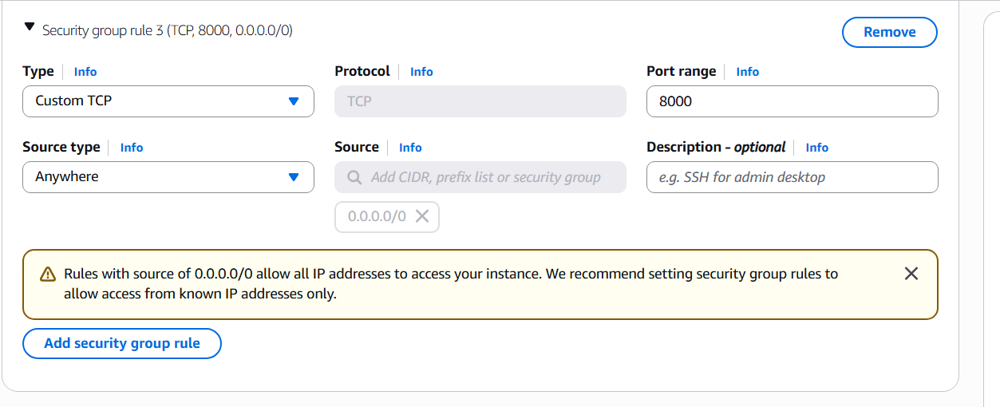 Security group rule 3 (TCP, 8000, 0.0.0.0/0)
Remove
Type Info
Protocol Info
Port range Info
Custom TCP
TCP
8000
Source type Info
Source Info
Description - optional Info
Anywhere
Add CIDR, prefix list or security group
e.g. SSH for admin desktop
0.0.0.0/0
Rules with source of 0.0.0.0/0 allow all IP addresses to access your instance. We recommend setting security group rules to
allow access from known IP addresses only.
Add security group rule